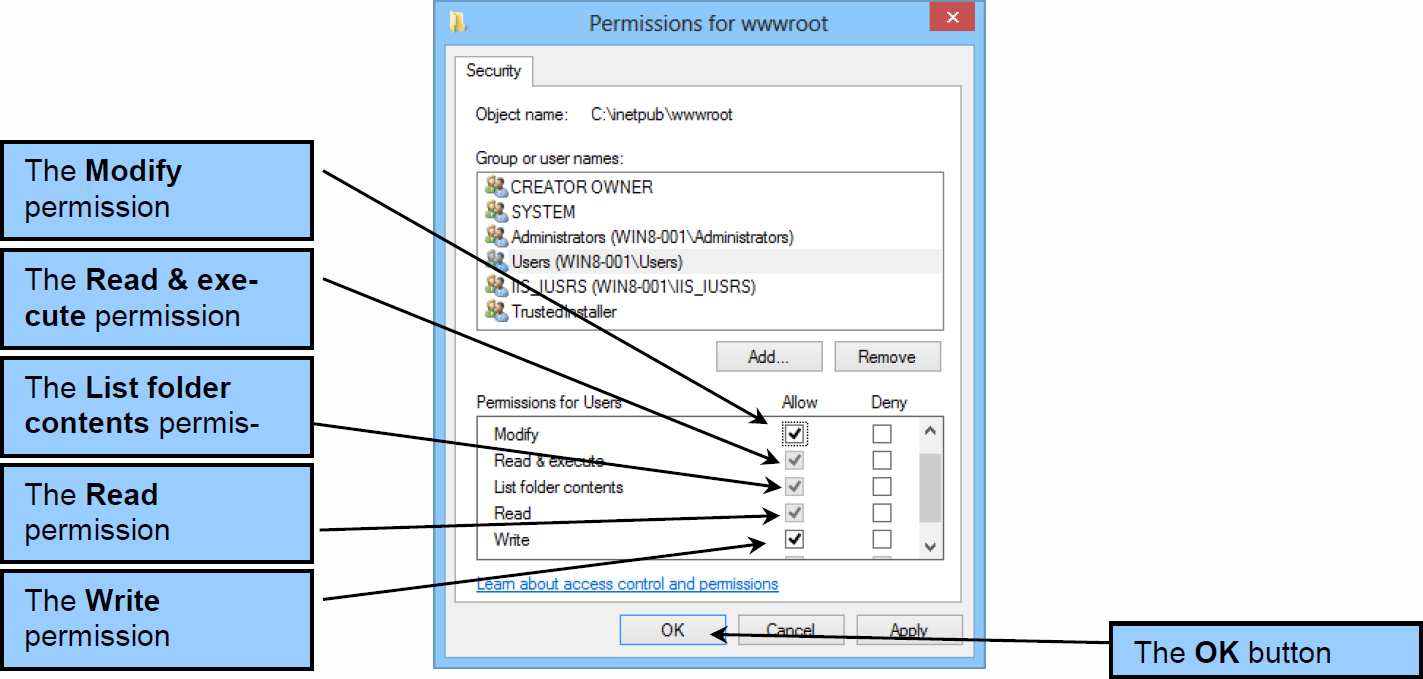 Permissions for wwwroot
Security
Object name: C:\inetpub\wwwroot
Group or user names:
CREATOR OWNER
SYSTEM
Administrators (WIN8-001\Administrators)
Users (WIN8-001\Users)
IIS_IUSRS (WIN8-001\IIS_IUSRS)
TrustedInstaller
Add... Remove
Permissions for Users Allow Deny
Modify
Read & execute
List folder contents
Read
Write
Learn about access control and permissions
OK Cancel Apply
The Modify
permission
The Read & exe-
cute permission
The List folder
contents permis-
The Read
permission
The Write
permission
The OK button